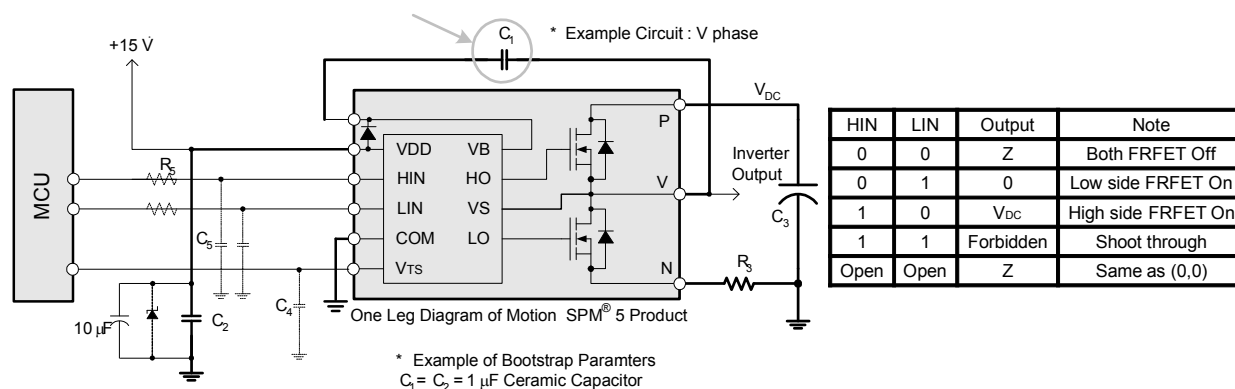 C1
* Example Circuit : V phase
+15 V
VDC
P
HIN LIN Output Note
0 0 Z Both FRFET Off
0 1 0 Low side FRFET On
1 0 VDC High side FRFET On
1 1 Forbidden Shoot through
Open Open Z Same as (0,0)
MCU
R5
VDD VB
HIN HO
LIN VS
COM LO
VTS
V
Inverter
Output
C3
C5
N
R3
C4
10 µF
C2
One Leg Diagram of Motion SPM® 5 Product
* Example of Bootstrap Paramters
C1 = C2 = 1 µF Ceramic Capacitor